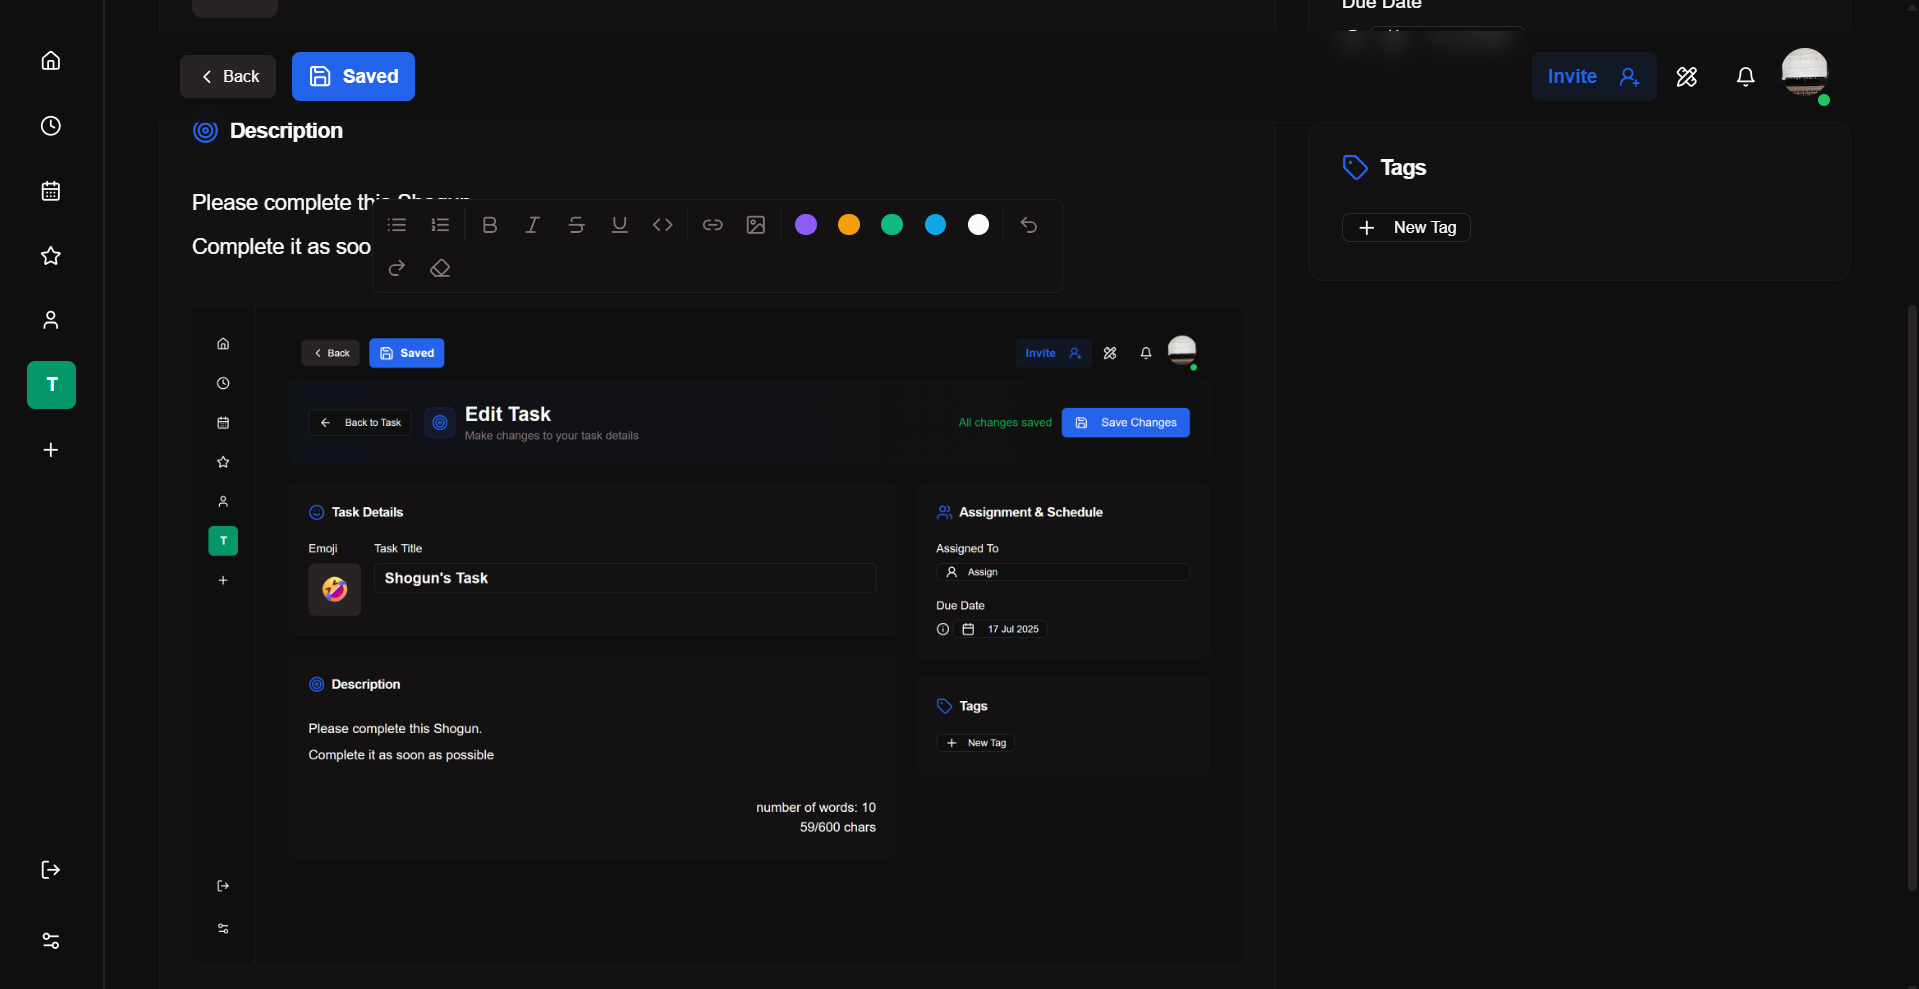 Due Date
Back
Saved
Invite
Description
Tags
New Tag
Please complete this Shogun.
Complete it as soo
T
Back
Saved
Invite
Back to Task
Edit Task
Make changes to your task details
All changes saved
Save Changes
Task Details
Emoji
Task Title
Shogun's Task
Assignment & Schedule
Assigned To
Assign
Due Date
17 Jul 2025
T
Description
Please complete this Shogun.
Complete it as soon as possible
number of words: 10
59/600 chars
Tags
New Tag